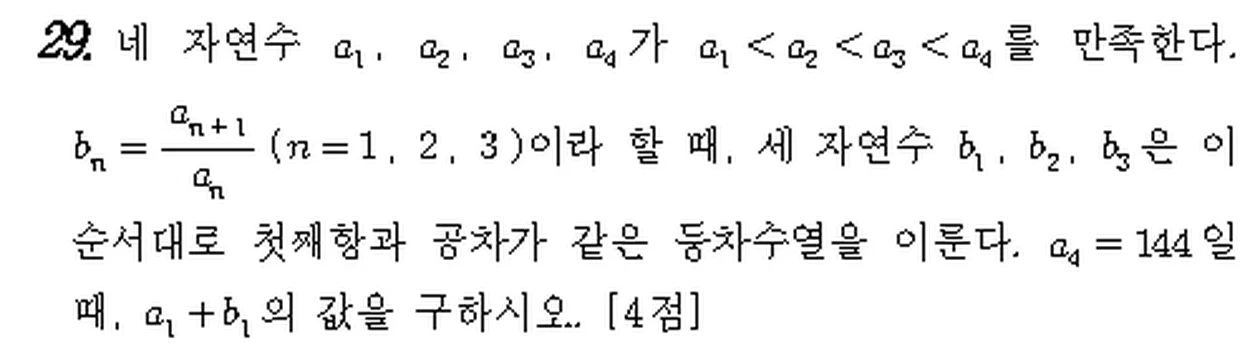 29. 네 자연수 a₁, a₂, a₃, a₄가 a₁ < a₂ < a₃ < a₄를 만족한다.
bₙ = aₙ₊₁/aₙ (n = 1, 2, 3)이라 할 때, 세 자연수 b₁, b₂, b₃은 이
순서대로 첫째항과 공차가 같은 등차수열을 이룬다. a₄ = 144일
때, a₁ + b₁의 값을 구하시오.. [4점]